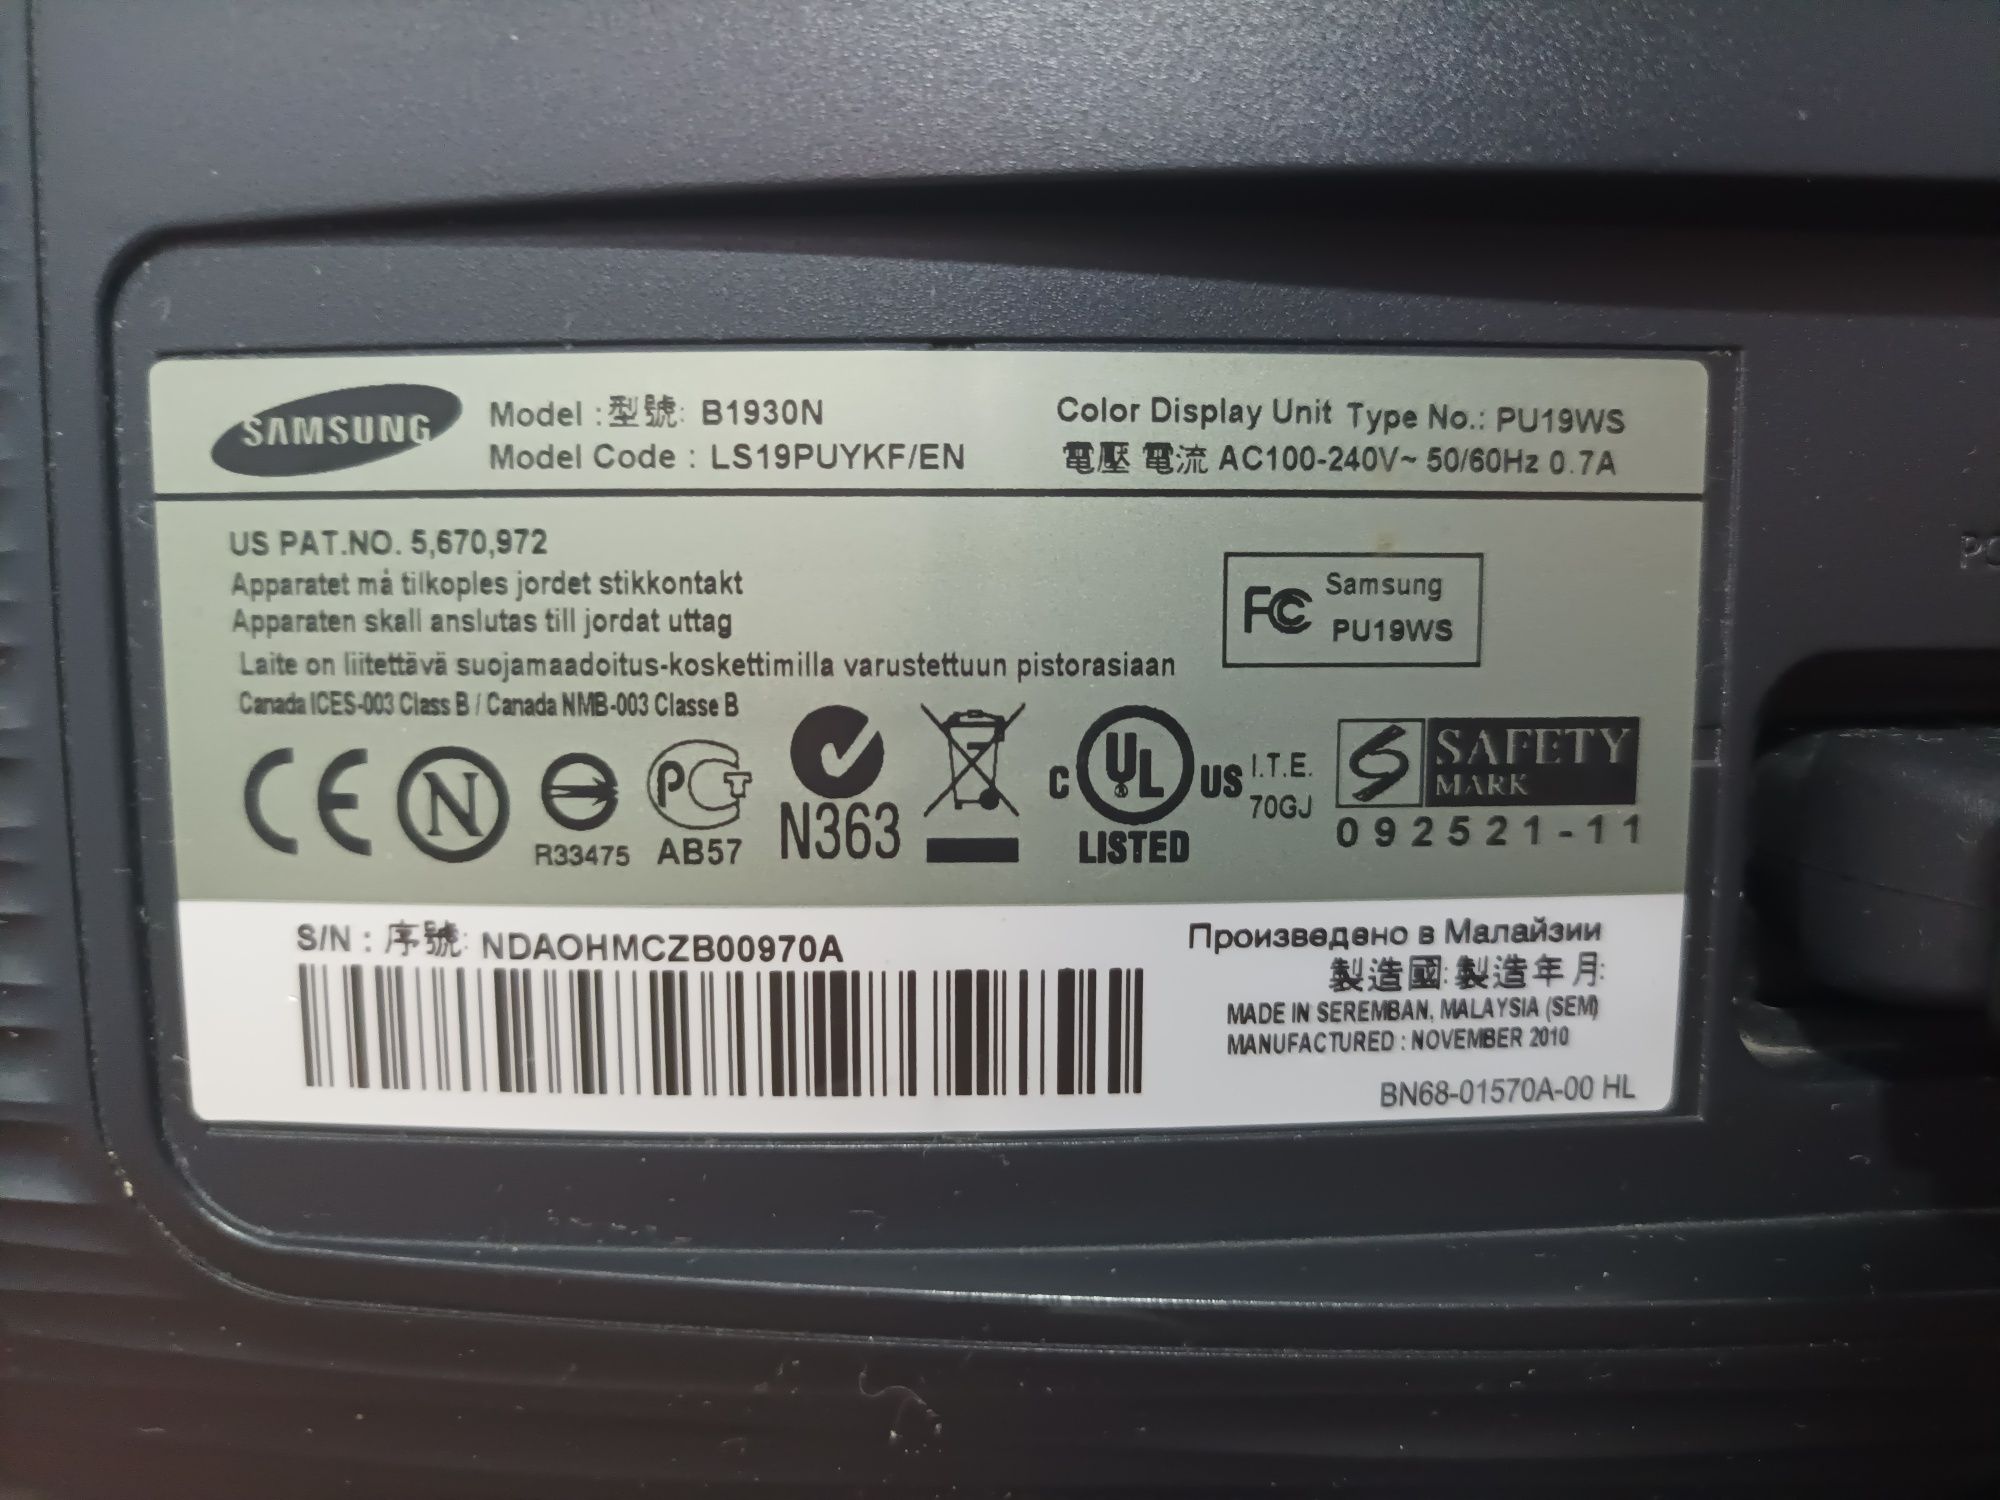 SAMSUNG
Model : 型號: B1930N
Model Code : LS19PUYKF/EN
Color Display Unit Type No.: PU19WS
電壓 電流 AC100-240V~ 50/60Hz 0.7A
US PAT.NO. 5,670,972
Apparatet må tilkoples jordet stikkontakt
Apparaten skall anslutas till jordat uttag
Laite on liitettävä suojamaadoitus-koskettimilla varustettuun pistorasiaan
Canada ICES-003 Class B / Canada NMB-003 Classe B
FC Samsung
PU19WS
CE N
R33475
РСТ
AB57
N363
C UL US
LISTED
I.T.E.
70GJ
S SAFETY
MARK
092521-11
S/N : 序號: NDAOHMCZB00970A
Произведено в Малайзии
製造國: 製造年月:
MADE IN SEREMBAN, MALAYSIA (SEM)
MANUFACTURED : NOVEMBER 2010
BN68-01570A-00 HL